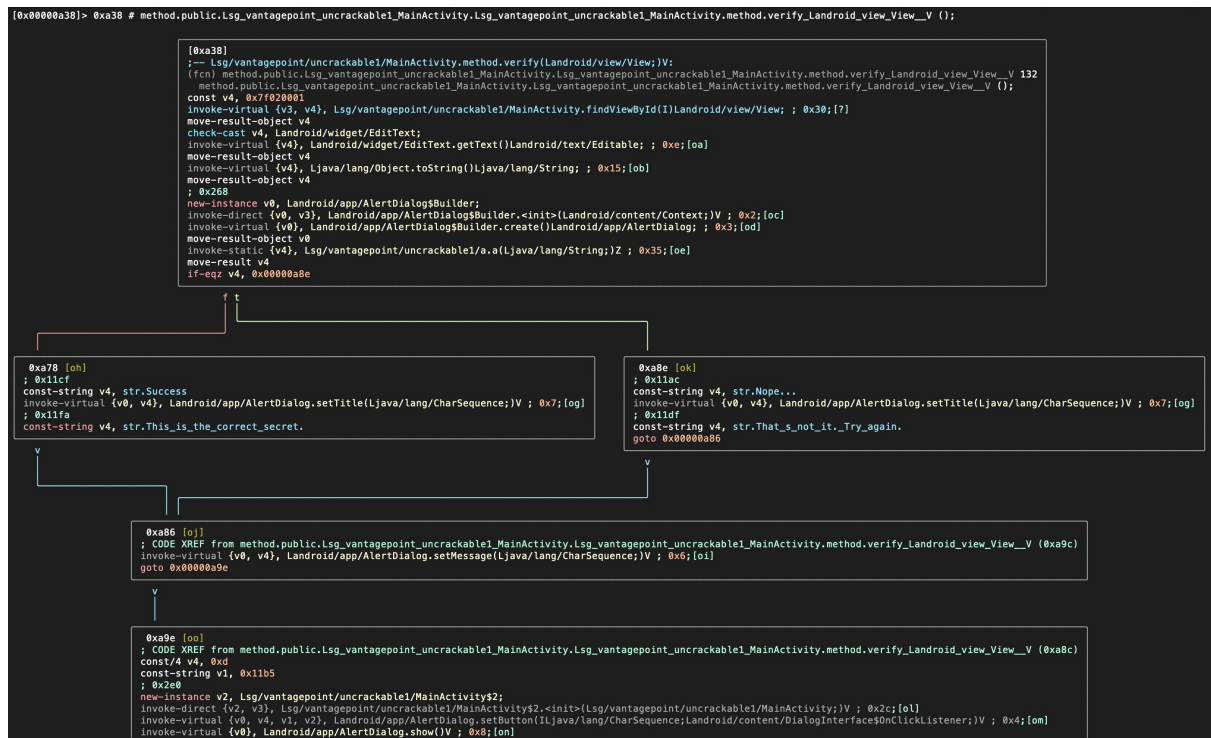 [0x00000a38]> 0xa38 # method.public.Lsg_vantagepoint_uncrackable1_MainActivity.Lsg_vantagepoint_uncrackable1_MainActivity.method.verify_Landroid_view_View__V ();
[0xa38]
;-- Lsg/vantagepoint/uncrackable1/MainActivity.method.verify(Landroid/view/View;)V:
(fcn) method.public.Lsg_vantagepoint_uncrackable1_MainActivity.Lsg_vantagepoint_uncrackable1_MainActivity.method.verify_Landroid_view_View__V 132
method.public.Lsg_vantagepoint_uncrackable1_MainActivity.Lsg_vantagepoint_uncrackable1_MainActivity.method.verify_Landroid_view_View__V ();
const v4, 0x7f020001
invoke-virtual {v3, v4}, Lsg/vantagepoint/uncrackable1/MainActivity.findViewById(I)Landroid/view/View; ; 0x30;[?]
move-result-object v4
check-cast v4, Landroid/widget/EditText;
invoke-virtual {v4}, Landroid/widget/EditText.getText()Landroid/text/Editable; ; 0xe;[oa]
move-result-object v4
invoke-virtual {v4}, Ljava/lang/Object.toString()Ljava/lang/String; ; 0x15;[ob]
move-result-object v4
; 0x268
new-instance v0, Landroid/app/AlertDialog$Builder;
invoke-direct {v0, v3}, Landroid/app/AlertDialog$Builder.<init>(Landroid/content/Context;)V ; 0x2;[oc]
invoke-virtual {v0}, Landroid/app/AlertDialog$Builder.create()Landroid/app/AlertDialog; ; 0x3;[od]
move-result-object v0
invoke-static {v4}, Lsg/vantagepoint/uncrackable1/a.a(Ljava/lang/String;)Z ; 0x35;[oe]
move-result v4
if-eqz v4, 0x00000a8e
f t
0xa78 [oh]
; 0x11cf
const-string v4, str.Success
invoke-virtual {v0, v4}, Landroid/app/AlertDialog.setTitle(Ljava/lang/CharSequence;)V ; 0x7;[og]
; 0x11fa
const-string v4, str.This_is_the_correct_secret.
v
0xa8e [ok]
; 0x11ac
const-string v4, str.Nope...
invoke-virtual {v0, v4}, Landroid/app/AlertDialog.setTitle(Ljava/lang/CharSequence;)V ; 0x7;[og]
; 0x11df
const-string v4, str.That_s_not_it._Try_again.
goto 0x00000a86
v
0xa86 [oj]
; CODE XREF from method.public.Lsg_vantagepoint_uncrackable1_MainActivity.Lsg_vantagepoint_uncrackable1_MainActivity.method.verify_Landroid_view_View__V (0xa9c)
invoke-virtual {v0, v4}, Landroid/app/AlertDialog.setMessage(Ljava/lang/CharSequence;)V ; 0x6;[oi]
goto 0x00000a9e
v
0xa9e [oo]
; CODE XREF from method.public.Lsg_vantagepoint_uncrackable1_MainActivity.Lsg_vantagepoint_uncrackable1_MainActivity.method.verify_Landroid_view_View__V (0xa8c)
const/4 v4, 0xd
const-string v1, 0x11b5
; 0x2e0
new-instance v2, Lsg/vantagepoint/uncrackable1/MainActivity$2;
invoke-direct {v2, v3}, Lsg/vantagepoint/uncrackable1/MainActivity$2.<init>(Lsg/vantagepoint/uncrackable1/MainActivity;)V ; 0x2c;[ol]
invoke-virtual {v0, v4, v1, v2}, Landroid/app/AlertDialog.setButton(ILjava/lang/CharSequence;Landroid/content/DialogInterface$OnClickListener;)V ; 0x4;[om]
invoke-virtual {v0}, Landroid/app/AlertDialog.show()V ; 0x8;[on]